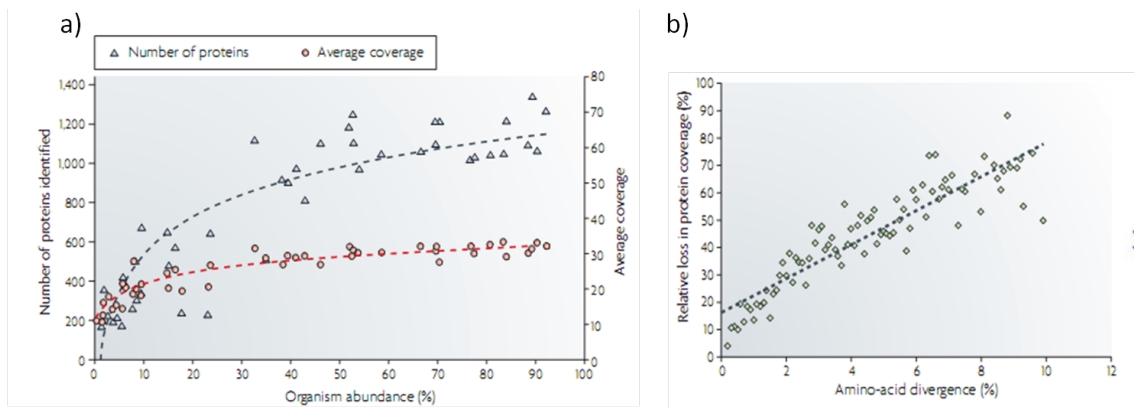 a)
Number of proteins Average coverage
1,400
1,200
1,000
800
600
400
200
0
Number of proteins identified
80
70
60
50
40
30
20
10
0
Average coverage
0 10 20 30 40 50 60 70 80 90 100
Organism abundance (%)
b)
100
90
80
70
60
50
40
30
20
10
0
Relative loss in protein coverage (%)
0 2 4 6 8 10 12
Amino-acid divergence (%)